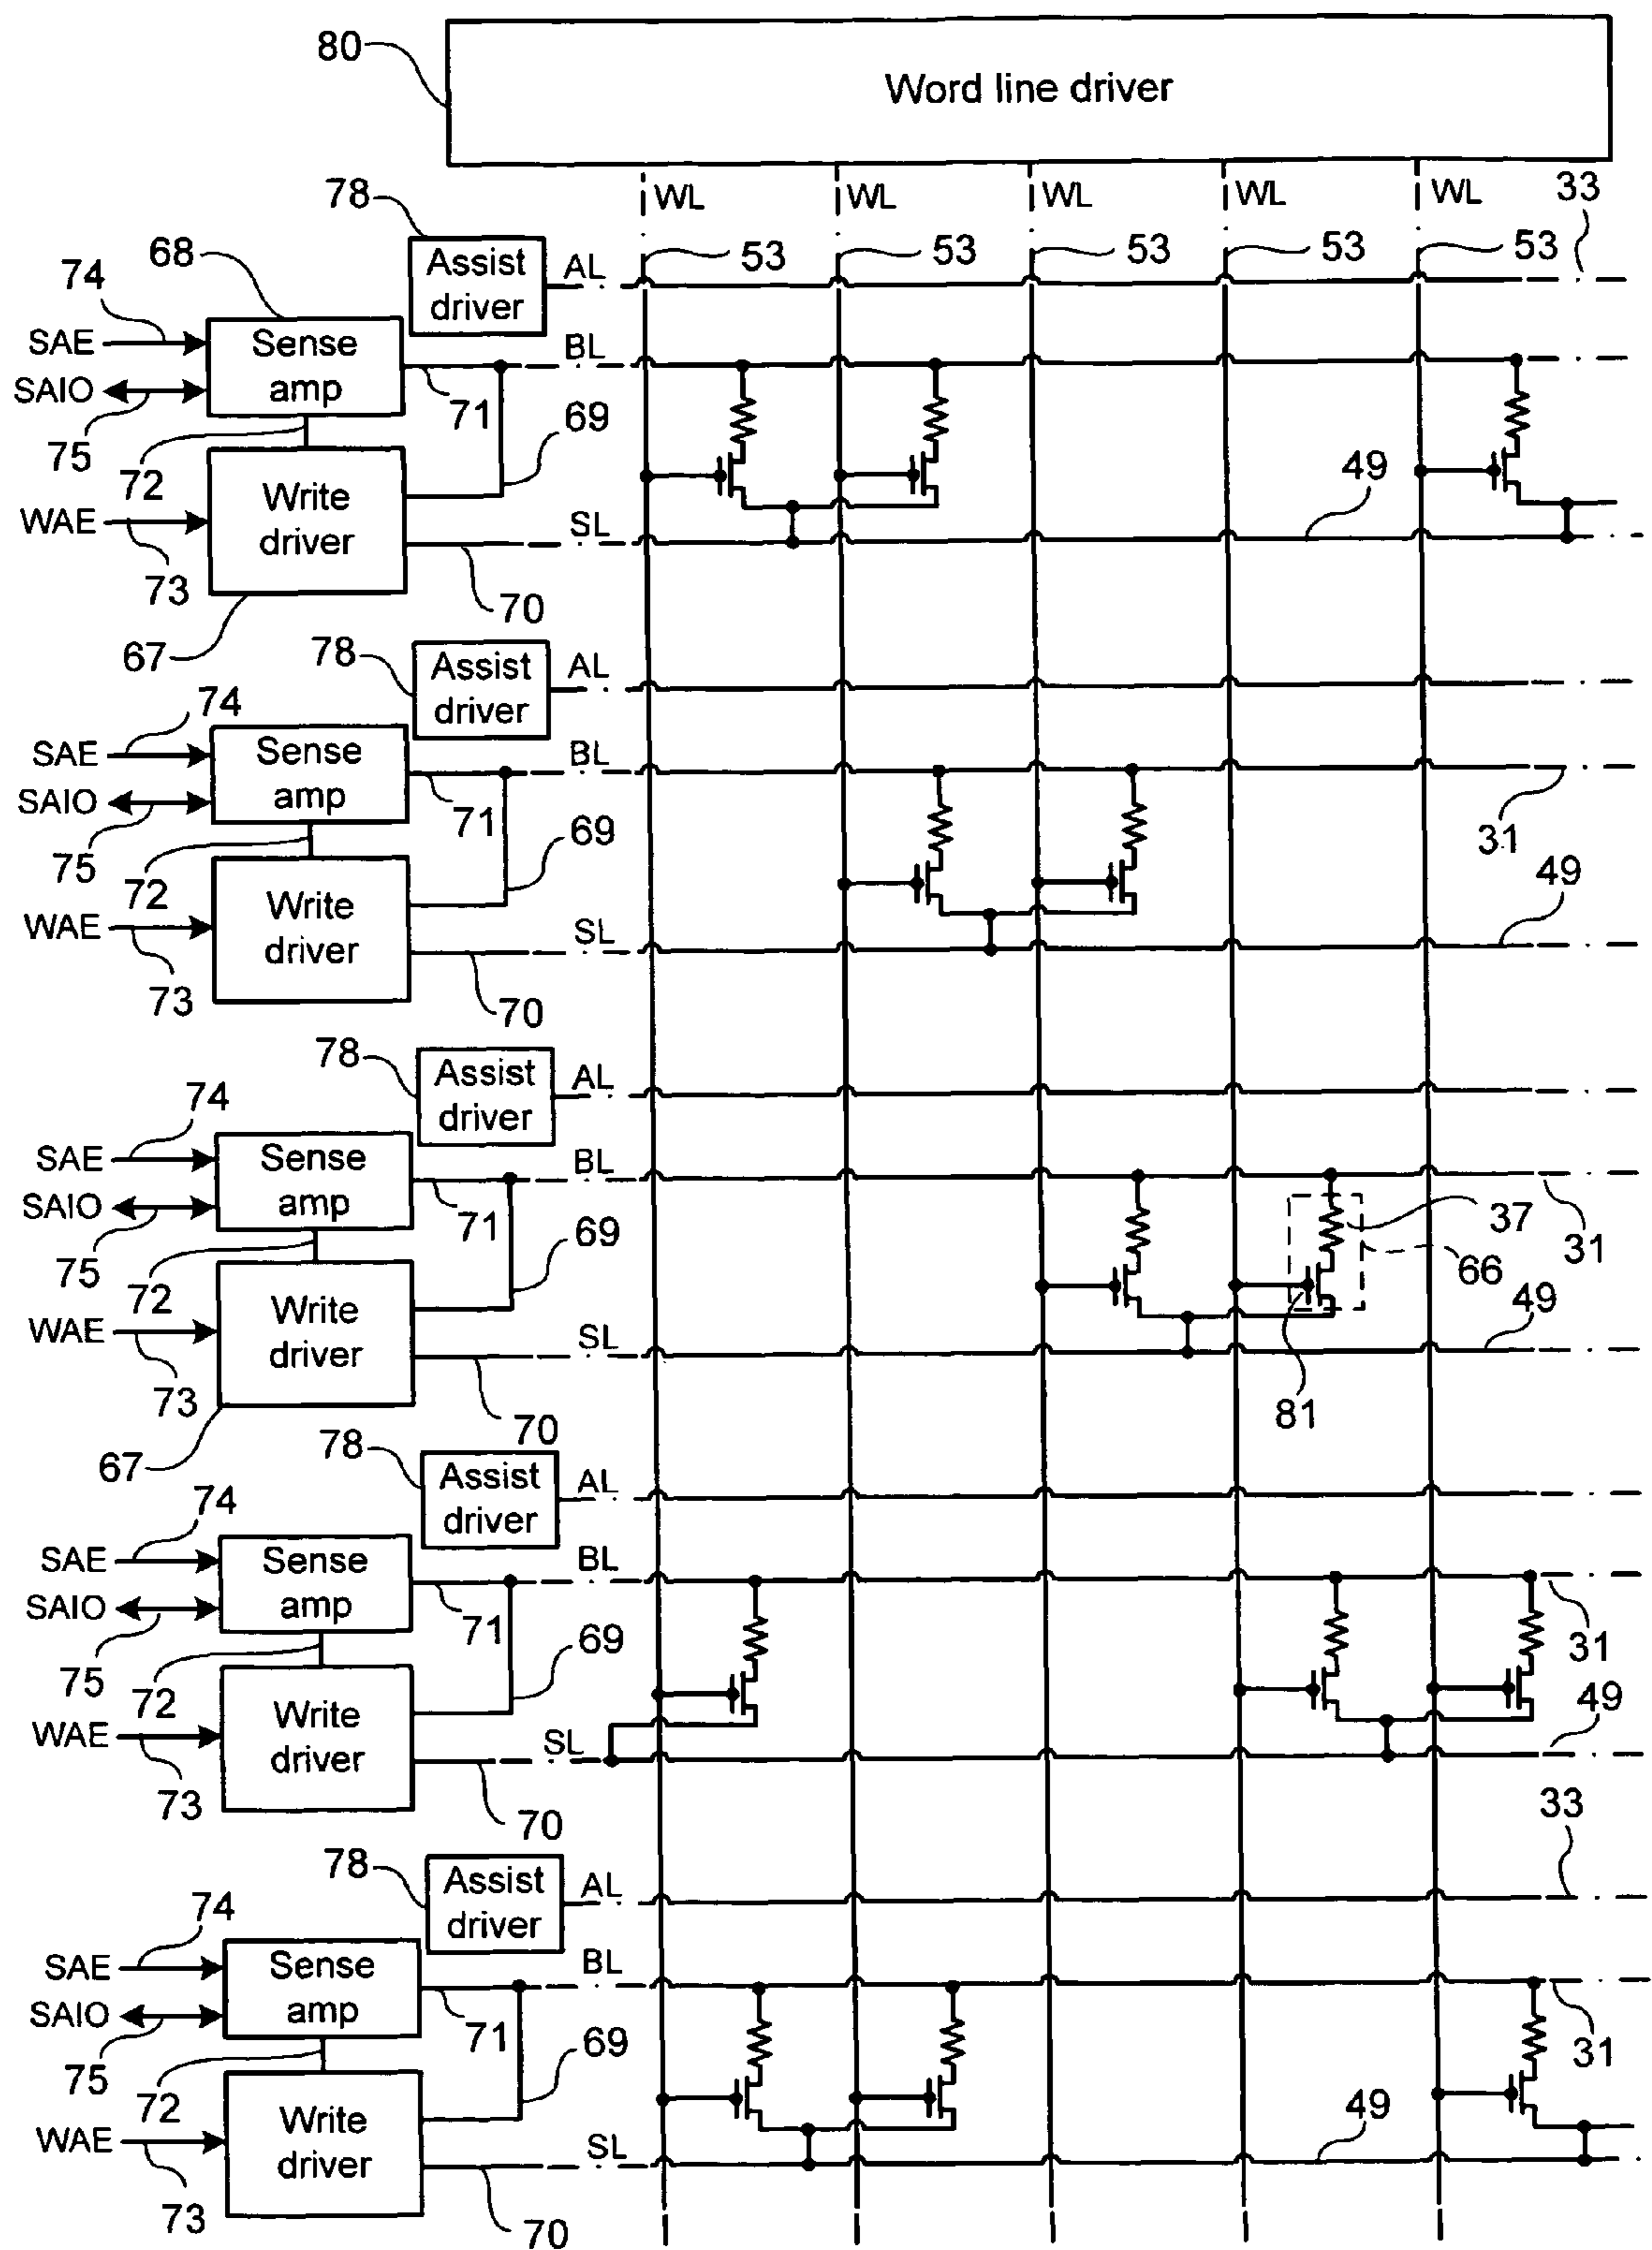 80
Word line driver
WL WL WL WL WL 33
78
53 53 53 53 53
68
Assist
driver
AL
74
SAE
Sense
amp
BL
SAIO
71
69
75
72
49
WAE
Write
driver
SL
73
70
67
78
Assist
driver
AL
74
SAE
Sense
amp
BL
SAIO
71
69
31
75
72
49
WAE
Write
driver
SL
73
70
78
Assist
driver
AL
74
SAE
Sense
amp
BL
SAIO
71
37
31
69
66
75
72
49
WAE
Write
driver
SL
73
81
70
67
78
Assist
driver
AL
74
SAE
Sense
amp
BL
SAIO
71
69
31
75
72
49
WAE
Write
driver
SL
73
70
33
78
Assist
driver
AL
74
SAE
Sense
amp
BL
SAIO
71
69
31
75
72
49
WAE
Write
driver
SL
73
70